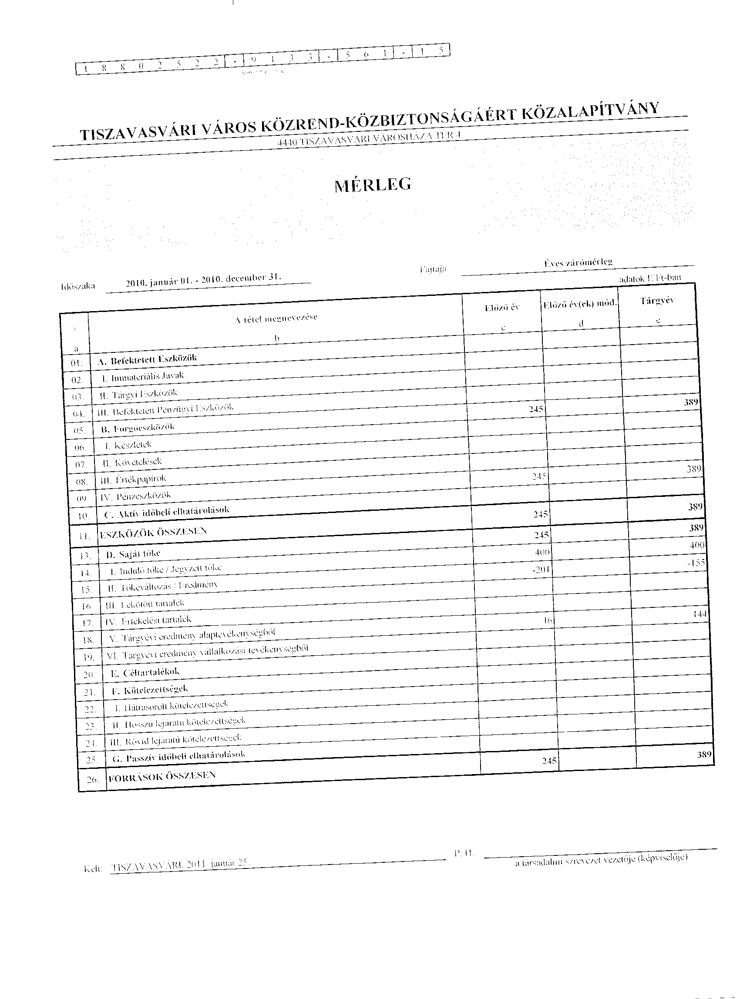 1 8 8 0 2 5 2 2 - 9 1 3 3 - 5 6 1 - 1 5
TISZAVASVÁRI VÁROS KÖZREND-KÖZBIZTONSÁGÁÉRT KÖZALAPÍTVÁNY
4440 TISZAVASVÁRI VÁROSHÁZA TÉR 4.
MÉRLEG
Időszaka 2010. január 01. - 2010. december 31. Fajtája Éves zárómérleg
adatok E Ft-ban
A tétel megnevezése Előző év Előző év(ek) mód. Tárgyév
a b c d e
01. A. Befektetett Eszközök
02. I. Immateriális Javak
03. II. Tárgyi Eszközök
04. III. Befektetett Pénzügyi Eszközök
05. B. Forgóeszközök 245 389
06. I. Készletek
07. II. Követelések
08. III. Értékpapírok
09 IV. Pénzeszközök 245 389
10. C. Aktív időbeli elhatárolások
11. ESZKÖZÖK ÖSSZESEN 245 389
13. D. Saját tőke 245 389
14. I. Induló tőke / Jegyzett tőke 400 400
15. II. Tőkeváltozás / Eredmény -201 -155
16 III. Lekötött tartalék
17. IV. Értékelési tartalék
18. V. Tárgyévi eredmény alaptevékenységből 16 144
19. VI. Tárgyévi eredmény vállalkozási tevékenységből
20. E. Céltartalékok
21. F. Kötelezettségek
22. I. Hátrasorolt kötelezettségek
23. II. Hosszú lejáratú kötelezettségek
24. III. Rövid lejáratú kötelezettségek
25. G. Passzív időbeli elhatárolások
26. FORRÁSOK ÖSSZESEN 245 389
Kelt: TISZAVASVÁRI, 2011 január 25. P. H.
a társadalmi szrevezet vezetője (képviselője)